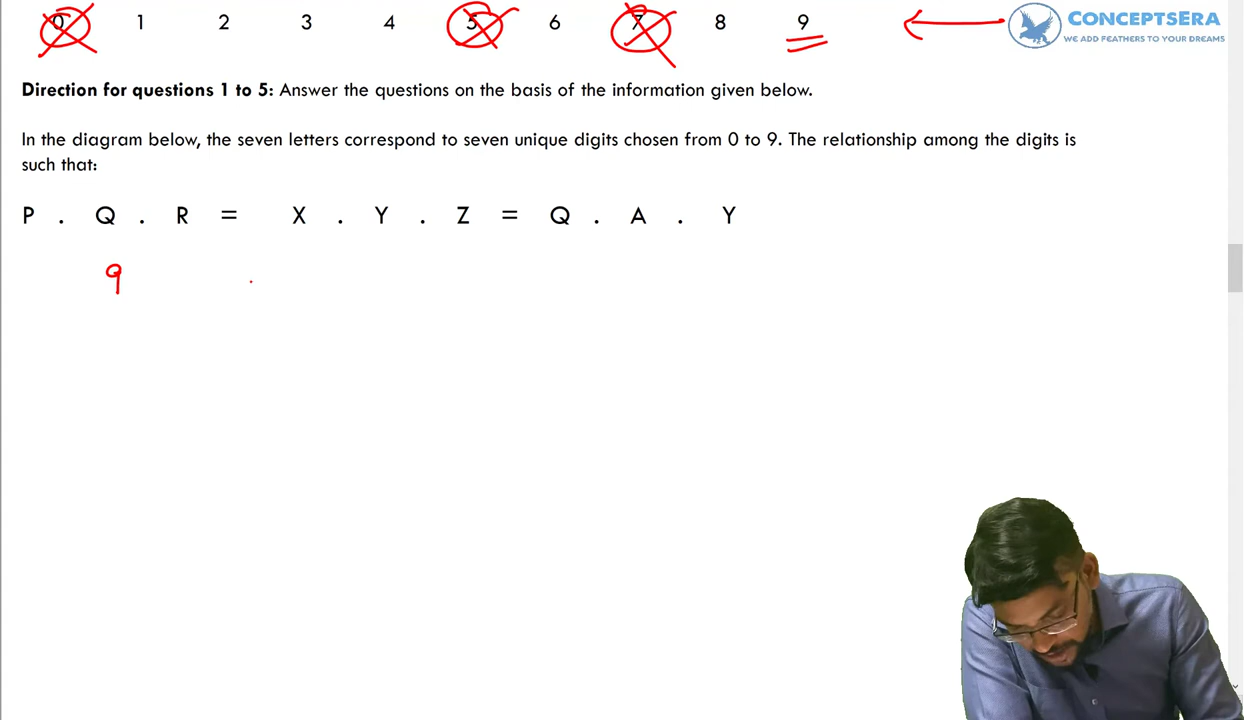 0 1 2 3 4 5 6 7 8 9 CONCEPTSERA
WE ADD FEATHERS TO YOUR DREAMS
Direction for questions 1 to 5: Answer the questions on the basis of the information given below.
In the diagram below, the seven letters correspond to seven unique digits chosen from 0 to 9. The relationship among the digits is
such that:
P . Q . R = X . Y . Z = Q . A . Y
9